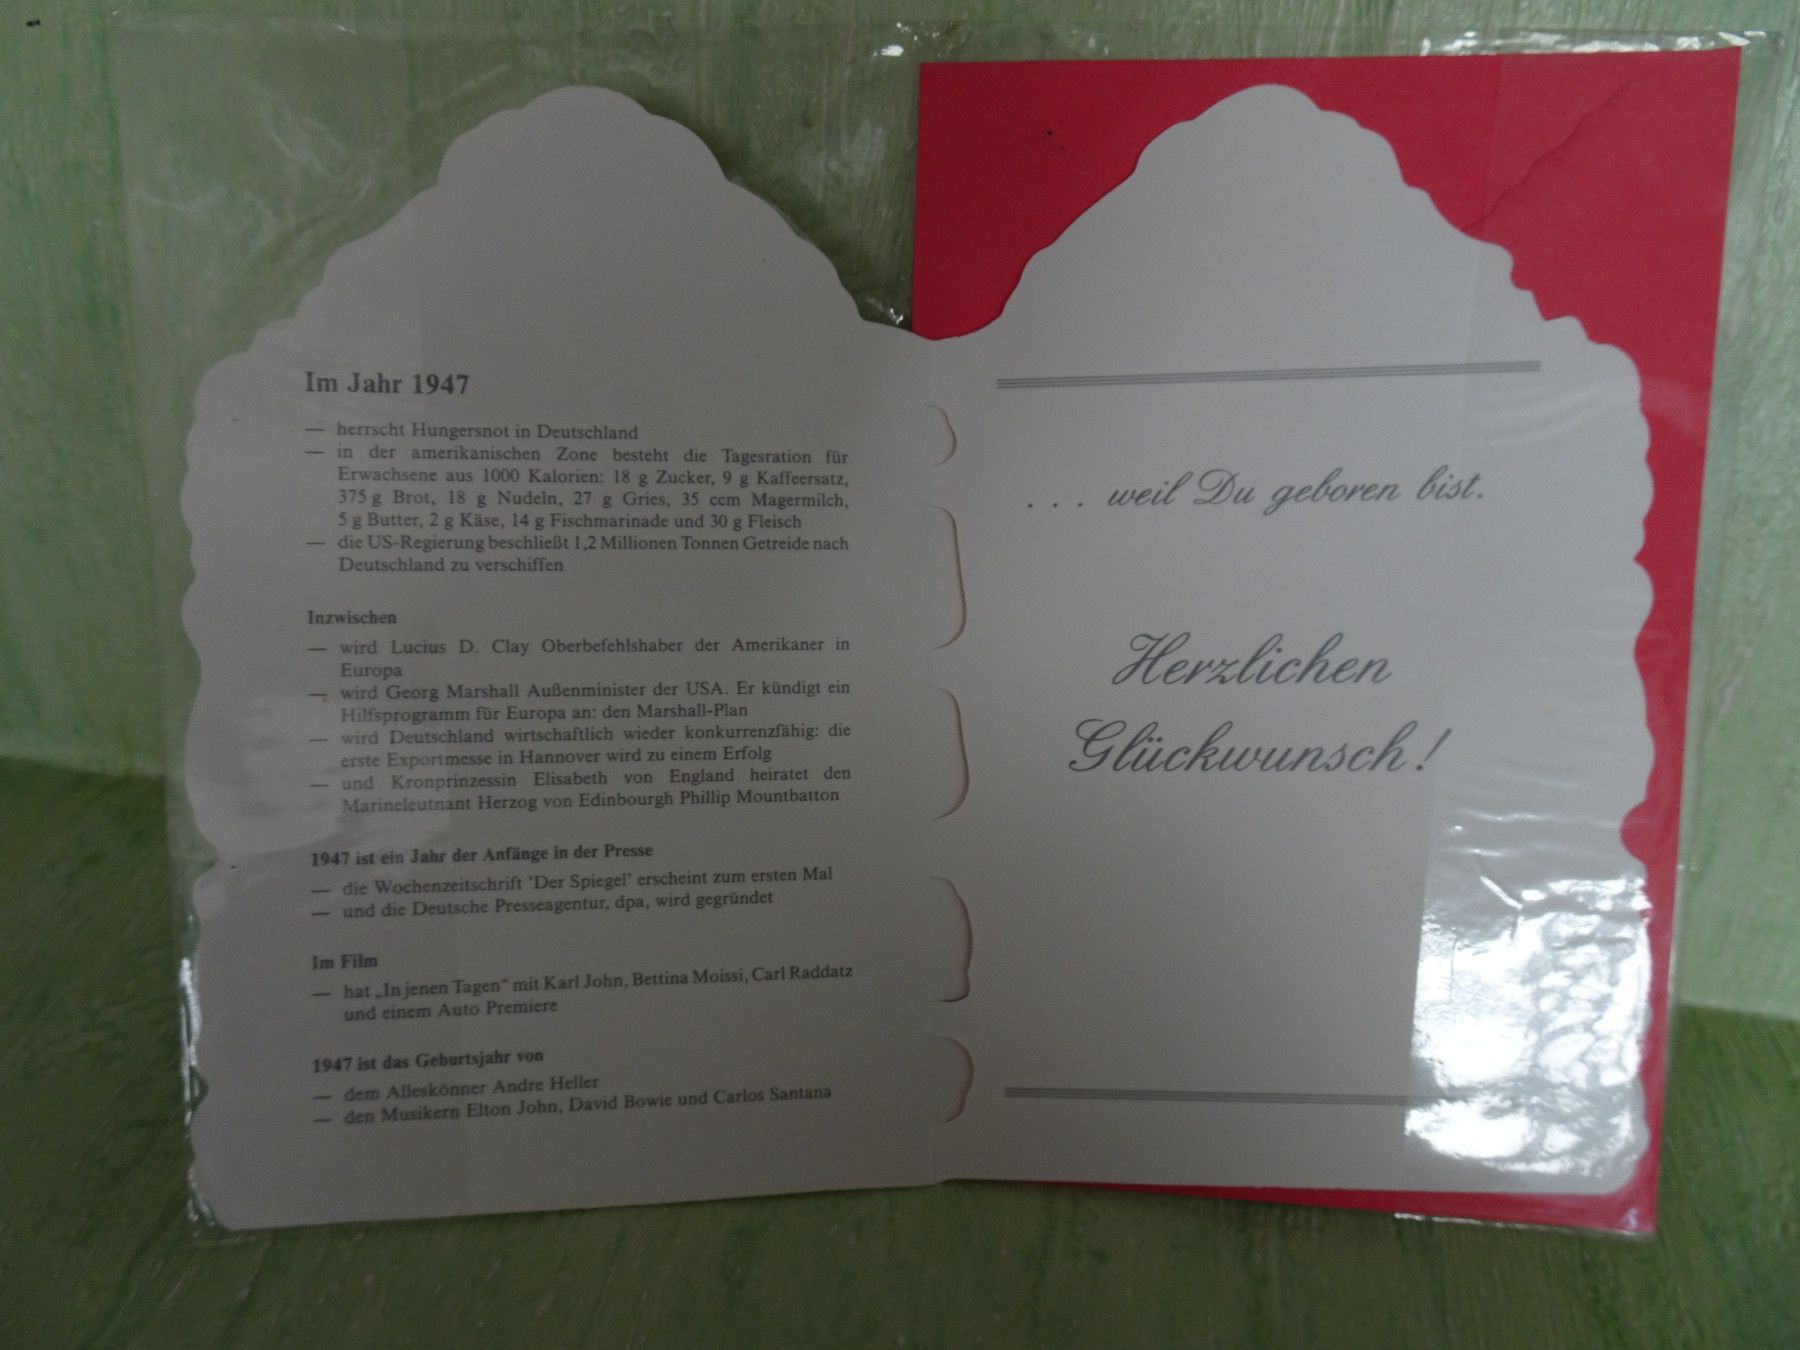 Im Jahr 1947
— herrscht Hungersnot in Deutschland
— in der amerikanischen Zone besteht die Tagesration für
Erwachsene aus 1000 Kalorien: 18 g Zucker, 9 g Kaffeersatz,
375 g Brot, 18 g Nudeln, 27 g Gries, 35 ccm Magermilch,
5 g Butter, 2 g Käse, 14 g Fischmarinade und 30 g Fleisch
— die US-Regierung beschließt 1,2 Millionen Tonnen Getreide nach
Deutschland zu verschiffen
Inzwischen
— wird Lucius D. Clay Oberbefehlshaber der Amerikaner in
Europa
— wird Georg Marshall Außenminister der USA. Er kündigt ein
Hilfsprogramm für Europa an: den Marshall-Plan
— wird Deutschland wirtschaftlich wieder konkurrenzfähig: die
erste Exportmesse in Hannover wird zu einem Erfolg
— und Kronprinzessin Elisabeth von England heiratet den
Marineleutnant Herzog von Edinbourgh Phillip Mountbatton
1947 ist ein Jahr der Anfänge in der Presse
— die Wochenzeitschrift 'Der Spiegel' erscheint zum ersten Mal
— und die Deutsche Presseagentur, dpa, wird gegründet
Im Film
— hat „In jenen Tagen“ mit Karl John, Bettina Moissi, Carl Raddatz
und einem Auto Premiere
1947 ist das Geburtsjahr von
— dem Alleskönner Andre Heller
— den Musikern Elton John, David Bowie und Carlos Santana
. . . weil Du geboren bist.
Herzlichen
Glückwunsch!